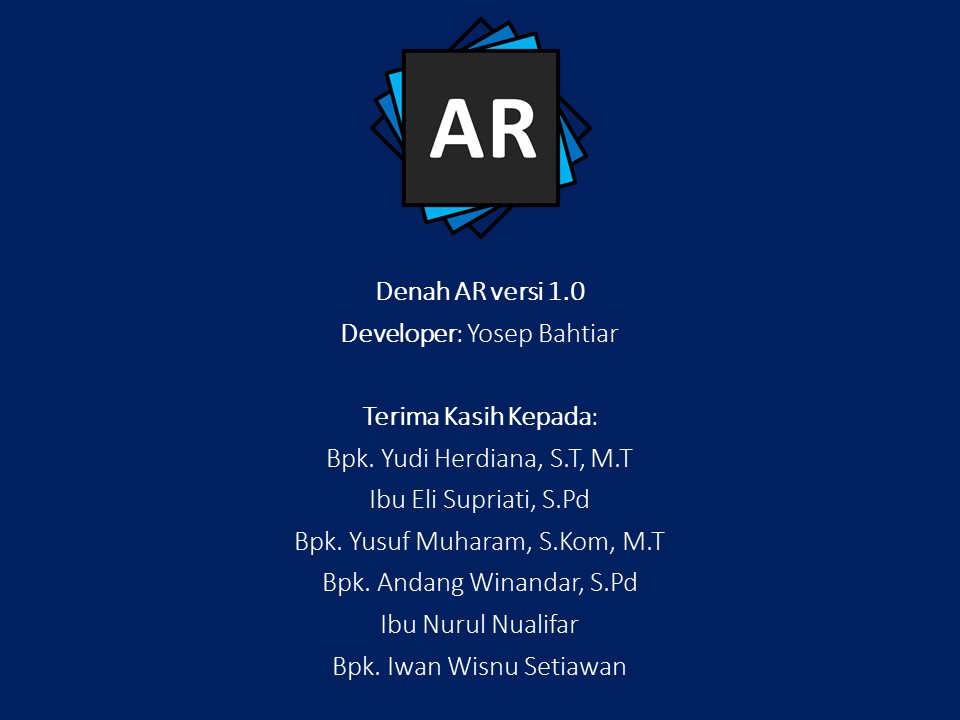 AR
Denah AR versi 1.0
Developer: Yosep Bahtiar
Terima Kasih Kepada:
Bpk. Yudi Herdiana, S.T, M.T
Ibu Eli Supriati, S.Pd
Bpk. Yusuf Muharam, S.Kom, M.T
Bpk. Andang Winandar, S.Pd
Ibu Nurul Nualifar
Bpk. Iwan Wisnu Setiawan